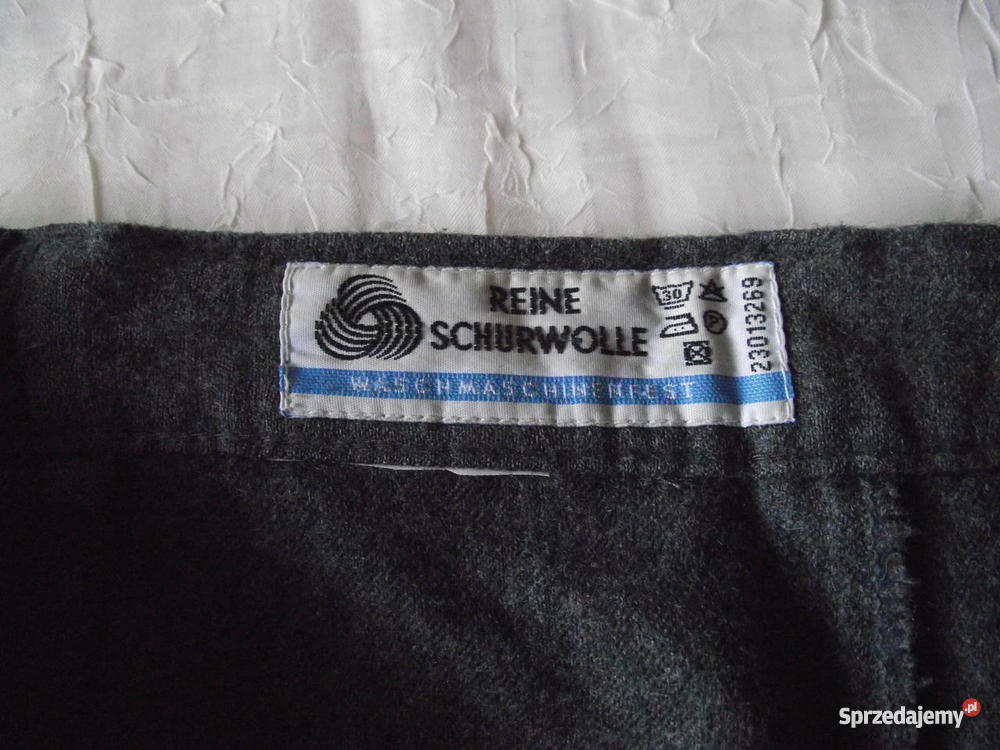 REINE
SCHURWOLLE
30
P
23013269
WASCHMASCHINENFEST
Sprzedajemy.pl